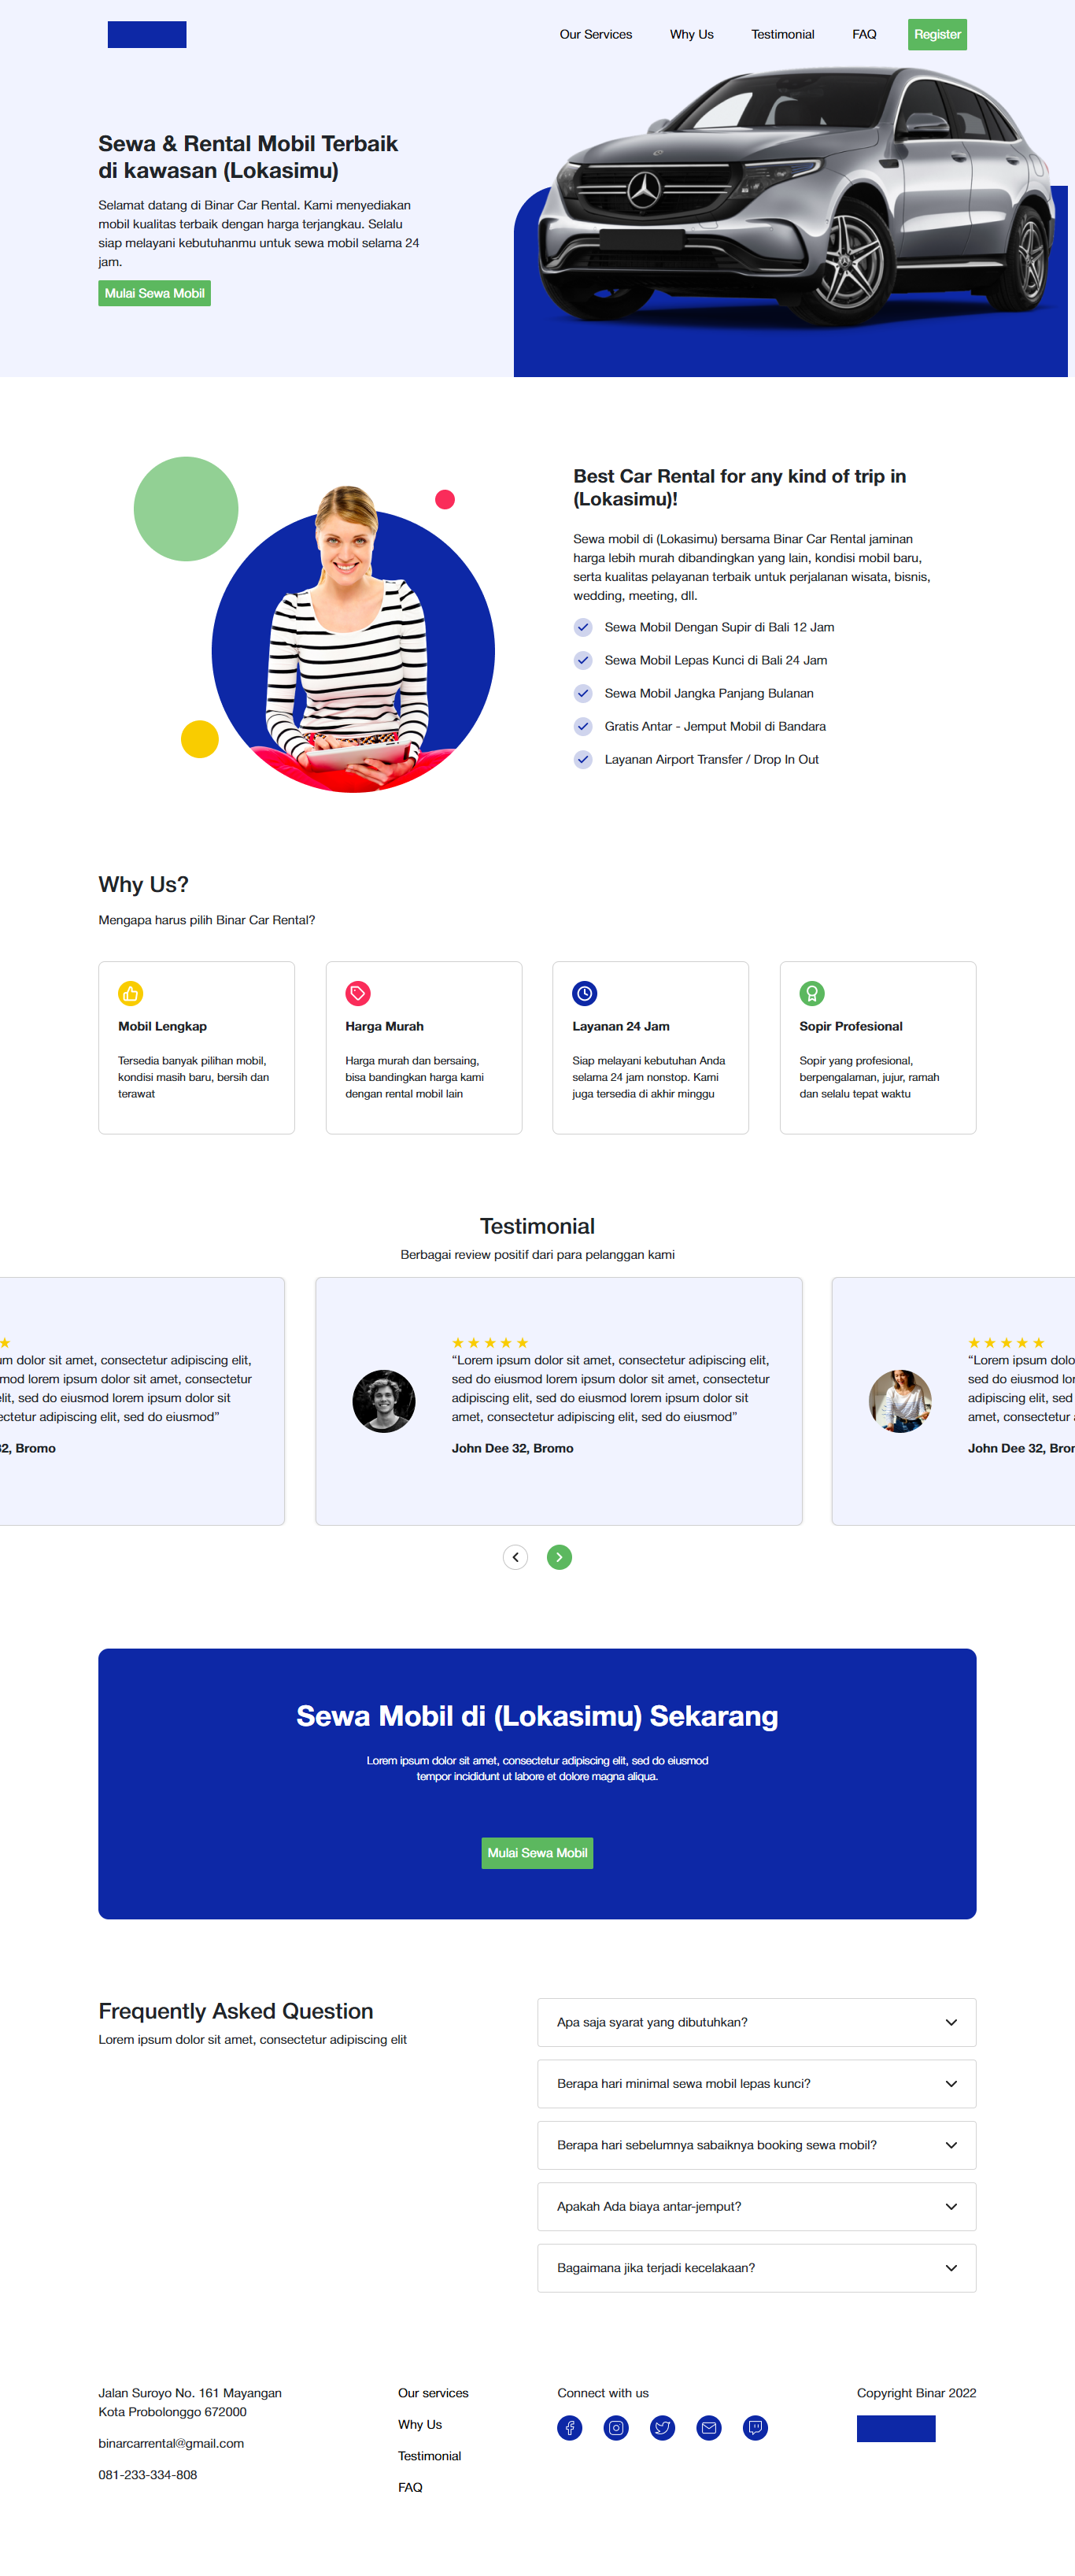 Our Services
Why Us
Testimonial
FAQ
Register
Sewa & Rental Mobil Terbaik
di kawasan (Lokasimu)
Selamat datang di Binar Car Rental. Kami menyediakan
mobil kualitas terbaik dengan harga terjangkau. Selalu
siap melayani kebutuhanmu untuk sewa mobil selama 24
jam.
Mulai Sewa Mobil
Best Car Rental for any kind of trip in
(Lokasimu)!
Sewa mobil di (Lokasimu) bersama Binar Car Rental jaminan
harga lebih murah dibandingkan yang lain, kondisi mobil baru,
serta kualitas pelayanan terbaik untuk perjalanan wisata, bisnis,
wedding, meeting, dll.
Sewa Mobil Dengan Supir di Bali 12 Jam
Sewa Mobil Lepas Kunci di Bali 24 Jam
Sewa Mobil Jangka Panjang Bulanan
Gratis Antar - Jemput Mobil di Bandara
Layanan Airport Transfer / Drop In Out
Why Us?
Mengapa harus pilih Binar Car Rental?
Mobil Lengkap
Tersedia banyak pilihan mobil,
kondisi masih baru, bersih dan
terawat
Harga Murah
Harga murah dan bersaing,
bisa bandingkan harga kami
dengan rental mobil lain
Layanan 24 Jam
Siap melayani kebutuhan Anda
selama 24 jam nonstop. Kami
juga tersedia di akhir minggu
Sopir Profesional
Sopir yang profesional,
berpengalaman, jujur, ramah
dan selalu tepat waktu
Testimonial
Berbagai review positif dari para pelanggan kami
dolor sit amet, consectetur adipiscing elit,
lorem ipsum dolor sit amet, consectetur
sed do eiusmod lorem ipsum dolor sit
adipiscing elit, sed do eiusmod”
Bromo
“Lorem ipsum dolor sit amet, consectetur adipiscing elit,
sed do eiusmod lorem ipsum dolor sit amet, consectetur
adipiscing elit, sed do eiusmod lorem ipsum dolor sit
amet, consectetur adipiscing elit, sed do eiusmod”
John Dee 32, Bromo
“Lorem ipsum
sed do eiusmod
adipiscing elit, sed
amet, consectetur
John Dee 32,
Sewa Mobil di (Lokasimu) Sekarang
Lorem ipsum dolor sit amet, consectetur adipiscing elit, sed do eiusmod
tempor incididunt ut labore et dolore magna aliqua.
Mulai Sewa Mobil
Frequently Asked Question
Lorem ipsum dolor sit amet, consectetur adipiscing elit
Apa saja syarat yang dibutuhkan?
Berapa hari minimal sewa mobil lepas kunci?
Berapa hari sebelumnya sabaiknya booking sewa mobil?
Apakah Ada biaya antar-jemput?
Bagaimana jika terjadi kecelakaan?
Jalan Suroyo No. 161 Mayangan
Kota Probolonggo 672000
binarcarrental@gmail.com
081-233-334-808
Our services
Why Us
Testimonial
FAQ
Connect with us
Copyright Binar 2022